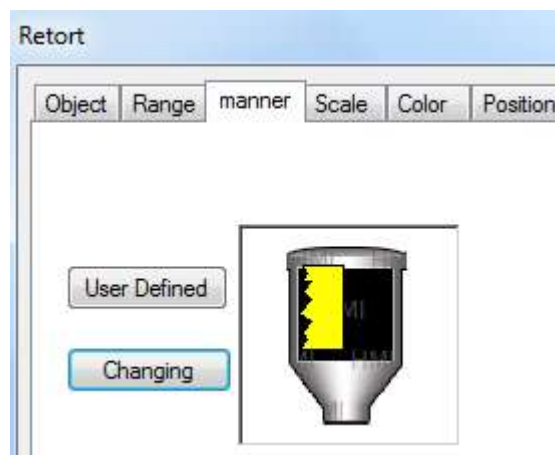 Retort
Object Range manner Scale Color Position
User Defined
Changing